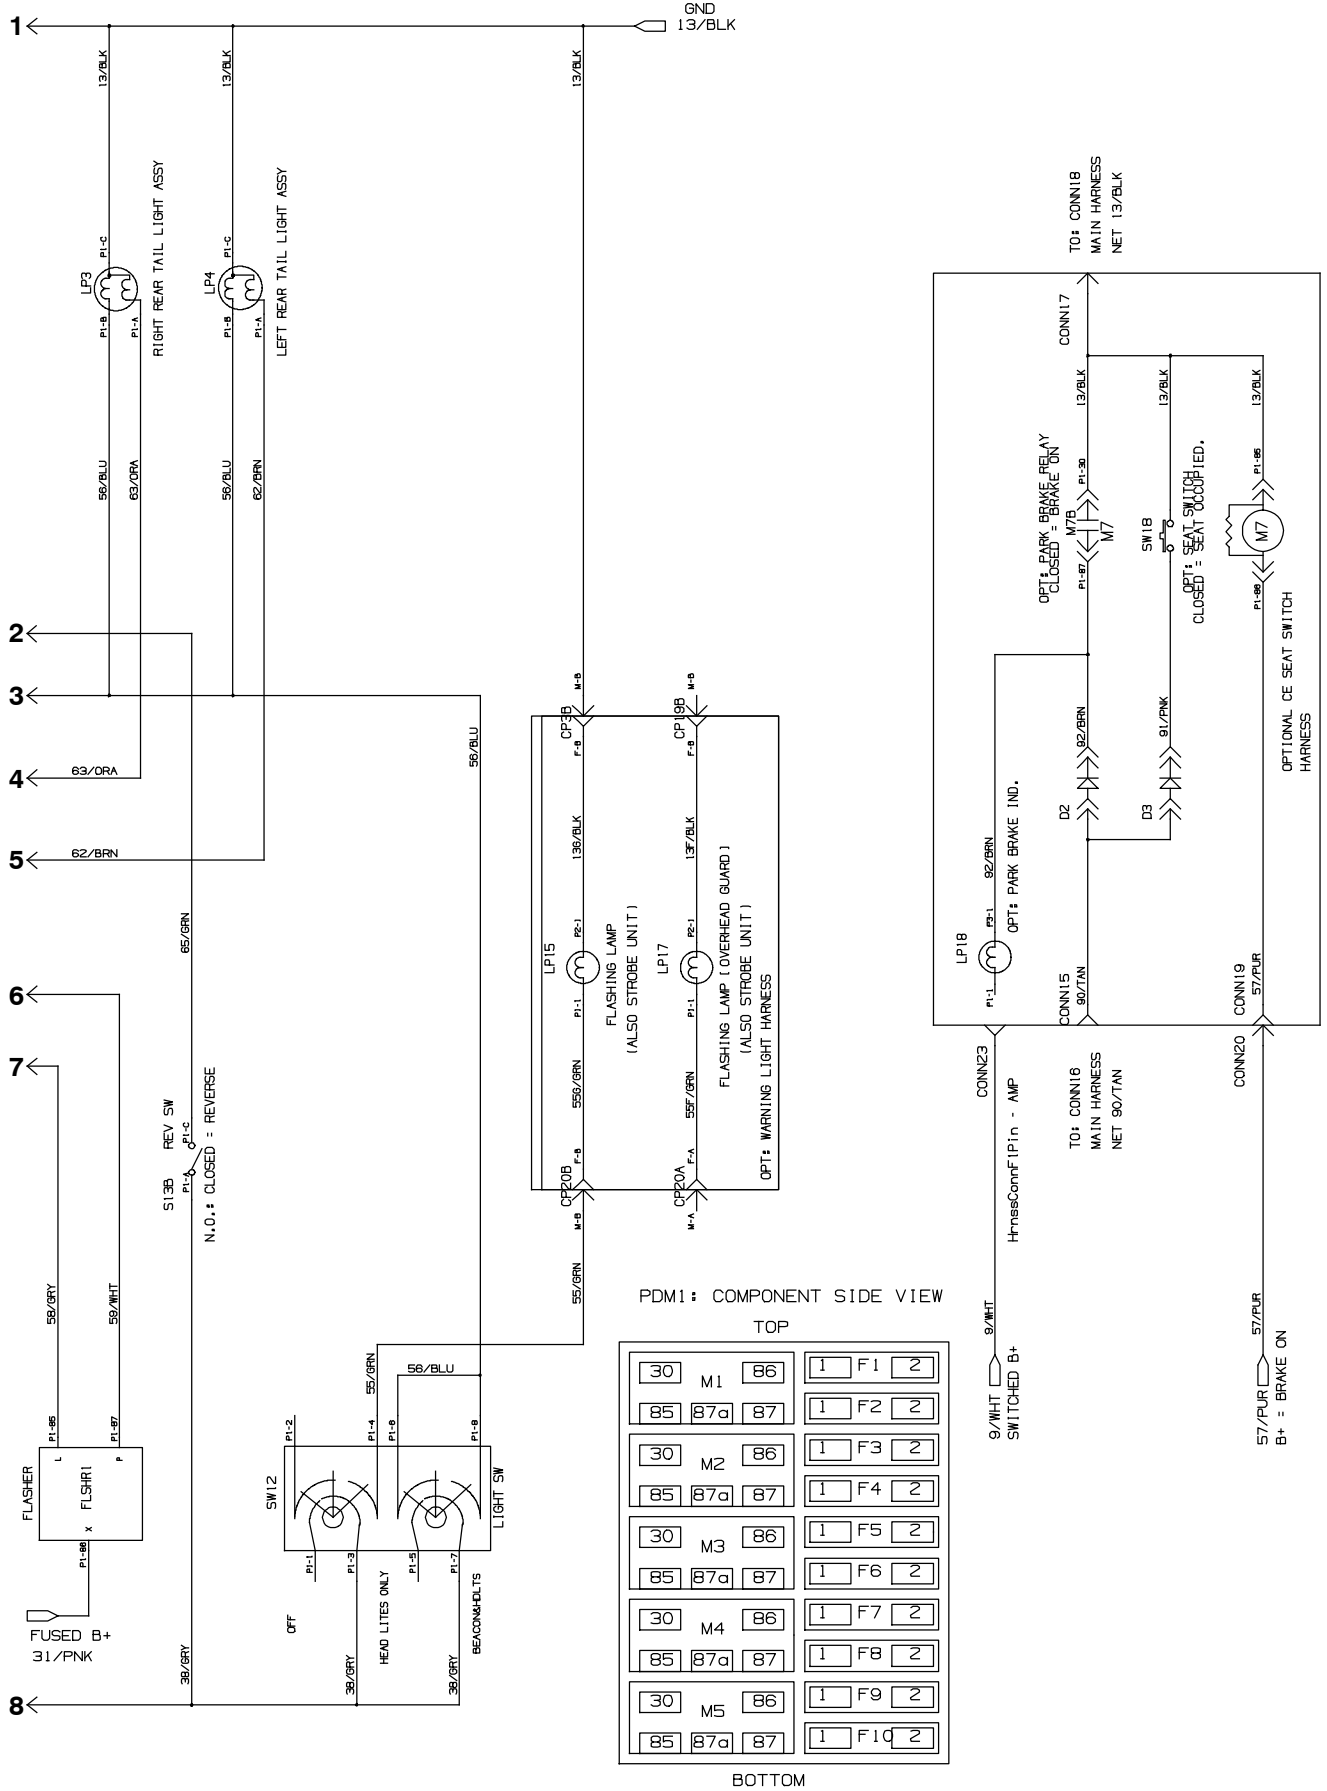 GND
13/BLK
1
13/BLK
13/BLK
13/BLK
RIGHT REAR TAIL LIGHT ASSY
LEFT REAR TAIL LIGHT ASSY
P1-C
P1-C
LP3
LP4
P1-B
P1-A
P1-B
P1-A
56/BLU
63/ORA
56/BLU
62/BRN
2
3
4
63/ORA
5
62/BRN
65/GRN
56/BLU
6
7
REV SW
P1-C
S13B
P1-A
N.O.: CLOSED = REVERSE
58/GRY
59/WHT
P1-85
P1-87
FLASHER
L
P
FLSHR1
X
P1-86
FUSED B+
31/PNK
38/GRY
8
M-B
M-B
CP3B
CP19B
F-B
F-B
13G/BLK
13F/BLK
P2-1
P2-1
LP15
LP17
FLASHING LAMP
(ALSO STROBE UNIT)
FLASHING LAMP (OVERHEAD GUARD)
(ALSO STROBE UNIT)
OPT: WARNING LIGHT HARNESS
P1-1
P1-1
55G/GRN
55F/GRN
F-B
F-A
CP20B
CP20A
M-B
M-A
55/GRN
55/GRN
56/BLU
P1-2
P1-4
P1-6
P1-8
SW12
LIGHT SW
P1-1
P1-3
P1-5
P1-7
OFF
HEAD LITES ONLY
BEACON&HDLTS
38/GRY
38/GRY
TO: CONN18
MAIN HARNESS
NET 13/BLK
CONN17
13/BLK
13/BLK
13/BLK
OPT: PARK BRAKE RELAY
CLOSED = BRAKE ON
P1-30
M7B
M7
P1-87
SW18
OPT: SEAT SWITCH
CLOSED = SEAT OCCUPIED.
P1-85
M7
P1-86
OPTIONAL CE SEAT SWITCH
HARNESS
92/BRN
91/PNK
D2
D3
92/BRN
OPT: PARK BRAKE IND.
P3-1
LP18
P1-1
CONN15
90/TAN
CONN19
57/PUR
CONN23
CONN20
TO: CONN16
MAIN HARNESS
NET 90/TAN
HrnssConnF1Pin - AMP
9/WHT
9/WHT
SWITCHED B+
57/PUR
57/PUR
B+ = BRAKE ON
PDM1: COMPONENT SIDE VIEW
TOP
30 M1 86 1 F1 2
85 87a 87 1 F2 2
30 M2 86 1 F3 2
85 87a 87 1 F4 2
30 M3 86 1 F5 2
85 87a 87 1 F6 2
30 M4 86 1 F7 2
85 87a 87 1 F8 2
30 M5 86 1 F9 2
85 87a 87 1 F10 2
BOTTOM